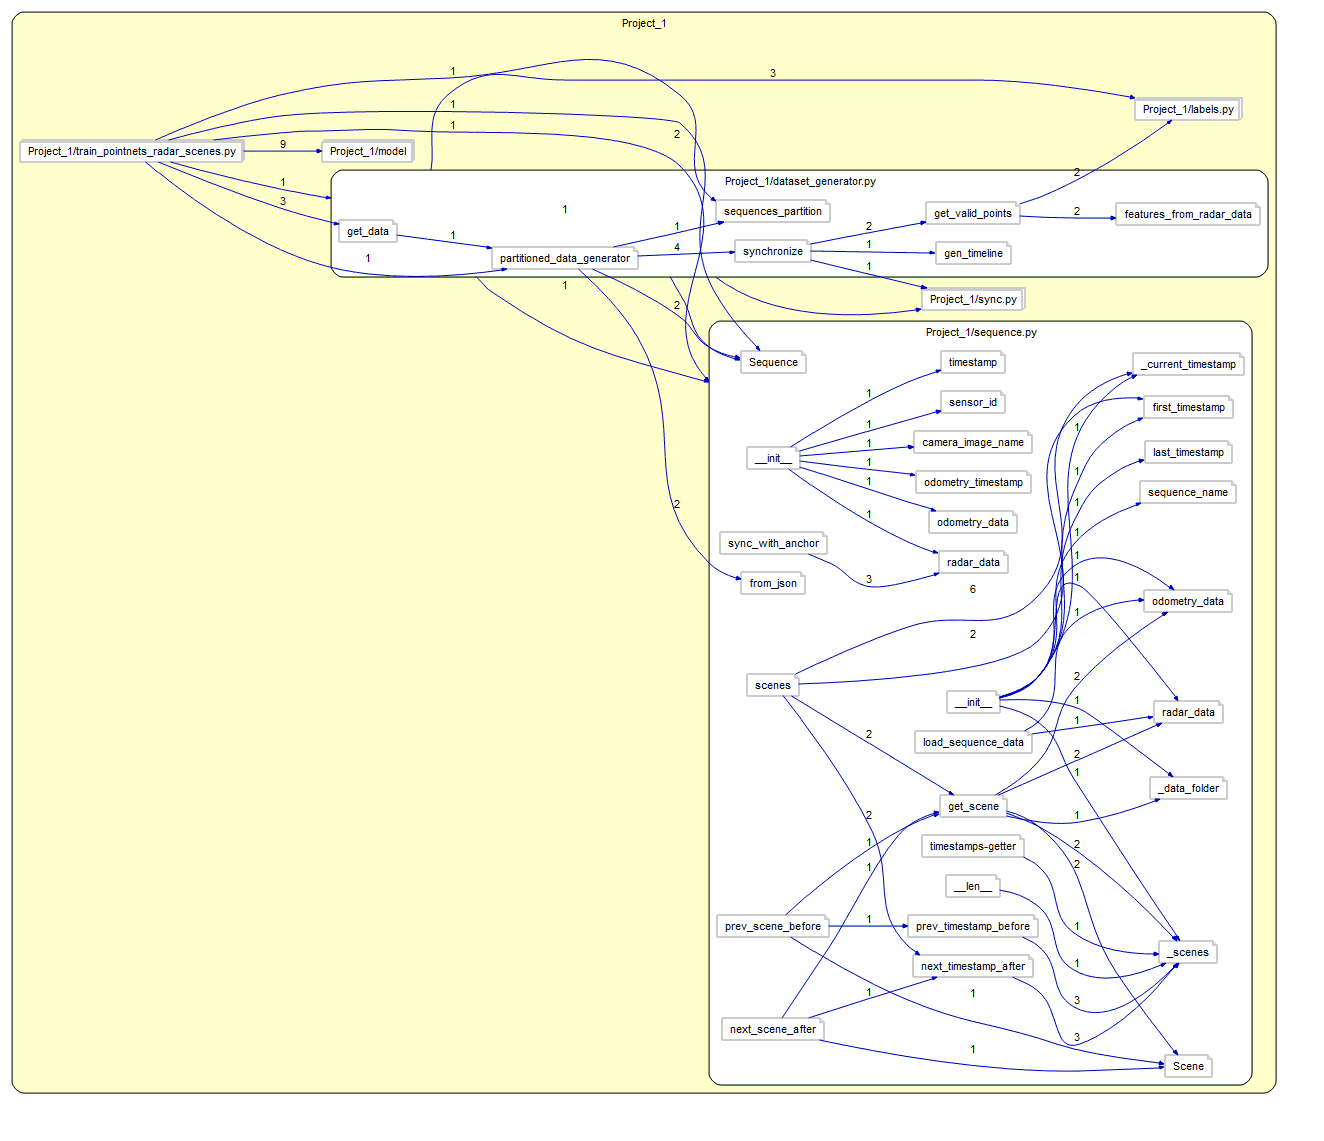 Project_1
1
3
Project_1/labels.py
1
1
2
Project_1/train_pointnets_radar_scenes.py
9
Project_1/model
2
1
Project_1/dataset_generator.py
3
1
sequences_partition
get_valid_points
2
features_from_radar_data
get_data
1
1
2
4
synchronize
1
gen_timeline
1
partitioned_data_generator
1
1
Project_1/sync.py
2
Project_1/sequence.py
Sequence
timestamp
_current_timestamp
1
sensor_id
first_timestamp
1
1
camera_image_name
1
last_timestamp
__init__
1
1
1
odometry_timestamp
sequence_name
2
1
1
odometry_data
1
sync_with_anchor
1
radar_data
1
from_json
3
1
6
odometry_data
1
2
scenes
2
__init__
1
radar_data
1
2
load_sequence_data
2
1
_data_folder
get_scene
2
1
1
timestamps-getter
2
2
1
__len__
prev_scene_before
1
prev_timestamp_before
1
_scenes
next_timestamp_after
1
1
1
3
next_scene_after
3
1
Scene